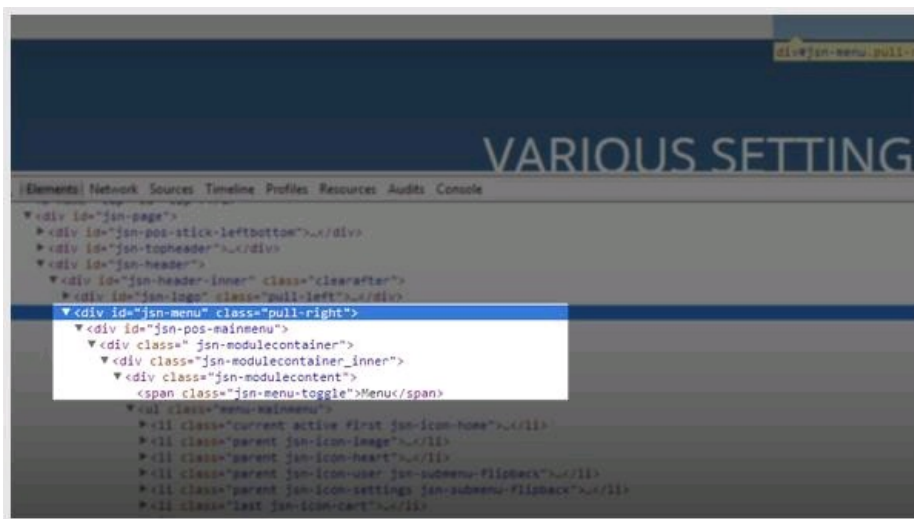 div#jsn-menu.pull-
VARIOUS SETTING
Elements Network Sources Timeline Profiles Resources Audits Console
▼<div id="jsn-page">
▶<div id="jsn-pos-stick-leftbottom">…</div>
▶<div id="jsn-topheader">…</div>
▼<div id="jsn-header">
▼<div id="jsn-header-inner" class="clearafter">
▶<div id="jsn-logo" class="pull-left">…</div>
▼<div id="jsn-menu" class="pull-right">
▼<div id="jsn-pos-mainmenu">
▼<div class=" jsn-modulecontainer">
▼<div class="jsn-modulecontainer_inner">
▼<div class="jsn-modulecontent">
<span class="jsn-menu-toggle">Menu</span>
▼<ul class="menu-mainmenu">
▶<li class="current active first jsn-icon-home">…</li>
▶<li class="parent jsn-icon-image">…</li>
▶<li class="parent jsn-icon-heart">…</li>
▶<li class="parent jsn-icon-user jsn-submenu-flipback">…</li>
▶<li class="parent jsn-icon-settings jsn-submenu-flipback">…</li>
▶<li class="last jsn-icon-cart">…</li>